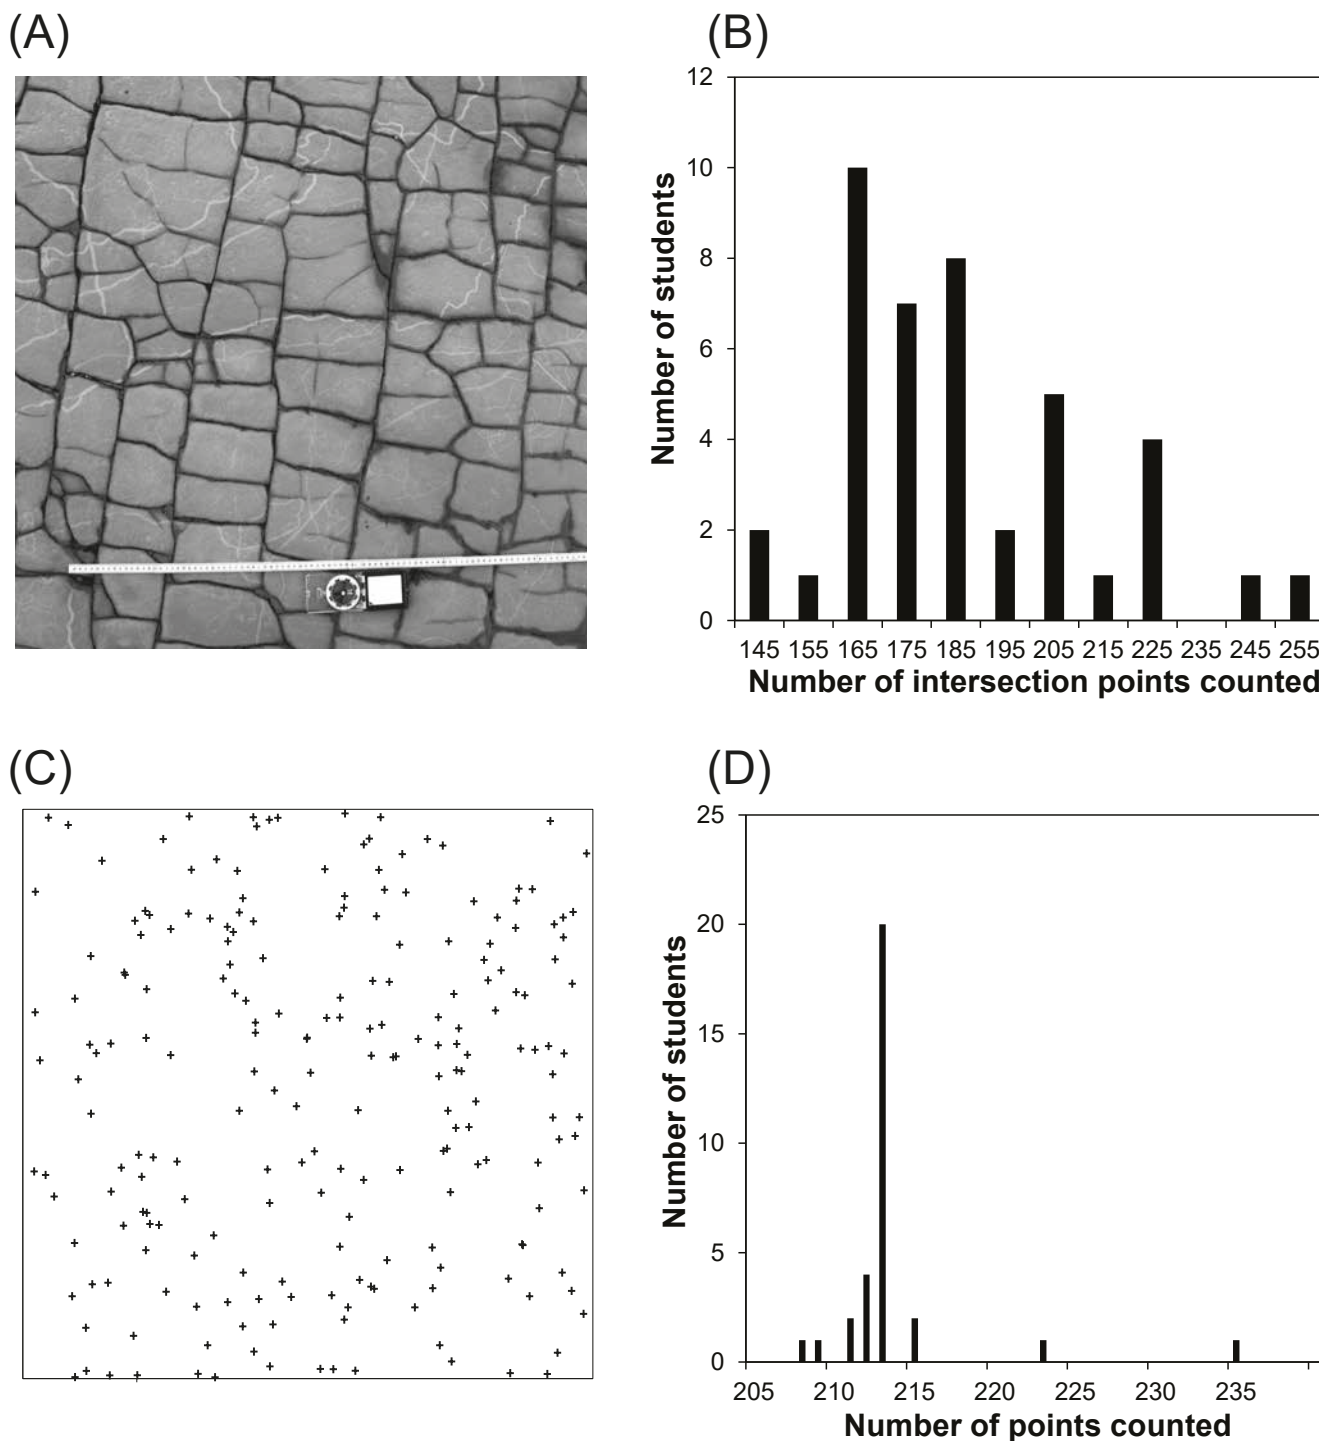 (A)
(B)
12
10
8
6
4
2
0
Number of students
145 155 165 175 185 195 205 215 225 235 245 255
Number of intersection points counted
(C)
(D)
25
20
15
10
5
0
Number of students
205 210 215 220 225 230 235
Number of points counted